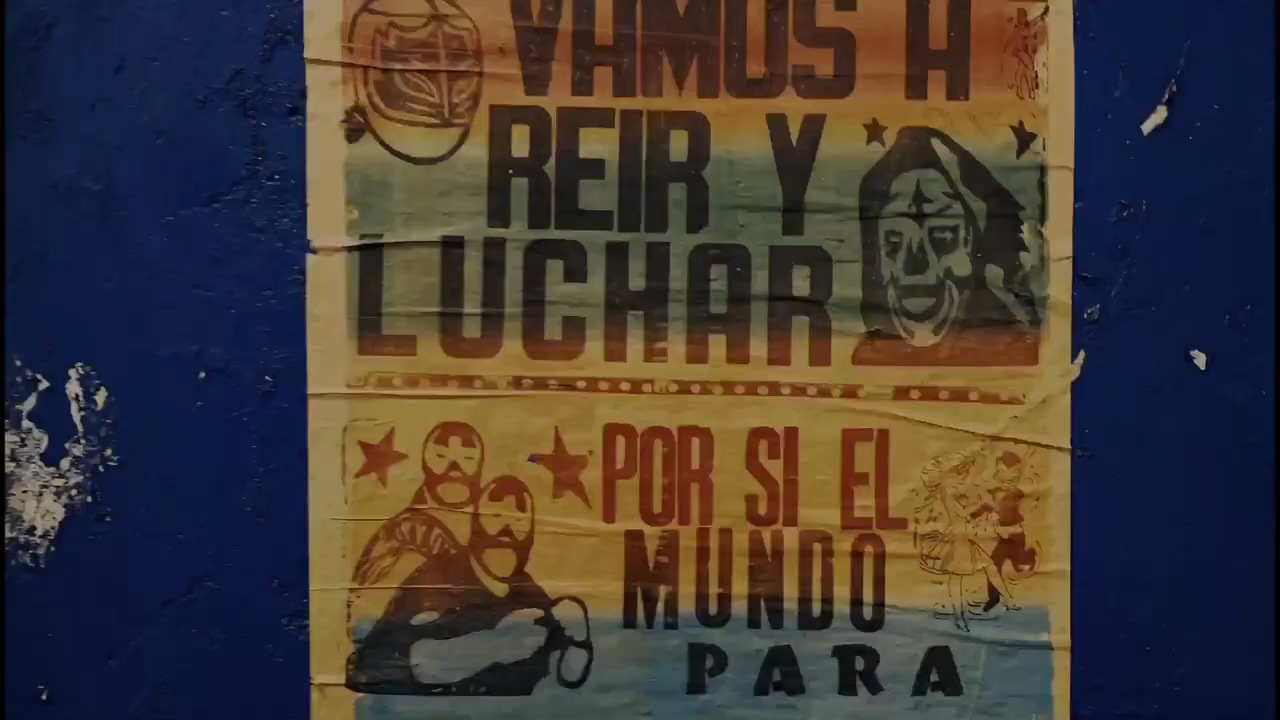 VAMOS A
REIR Y
LUCHAR
POR SI EL
MUNDO
PARA